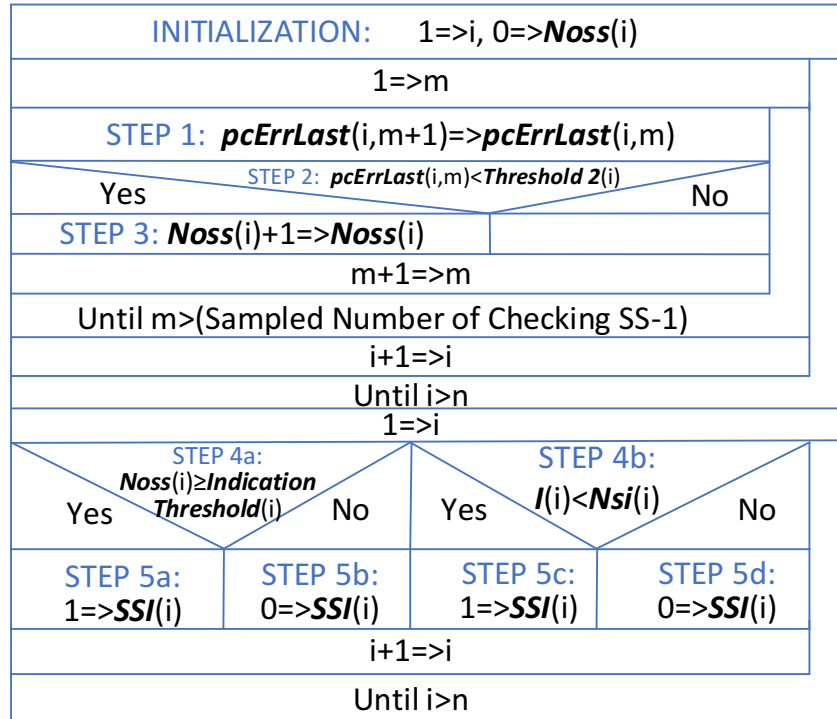 INITIALIZATION: 1=>i, 0=>Noss(i)
1=>m
STEP 1: pcErrLast(i,m+1)=>pcErrLast(i,m)
STEP 2: pcErrLast(i,m)<Threshold 2(i)
Yes No
STEP 3: Noss(i)+1=>Noss(i)
m+1=>m
Until m>(Sampled Number of Checking SS-1)
i+1=>i
Until i>n
1=>i
STEP 4a:
Noss(i)≥Indication
Threshold(i)
Yes No
STEP 4b:
I(i)<Nsi(i)
Yes No
STEP 5a:
1=>SSI(i)
STEP 5b:
0=>SSI(i)
STEP 5c:
1=>SSI(i)
STEP 5d:
0=>SSI(i)
i+1=>i
Until i>n